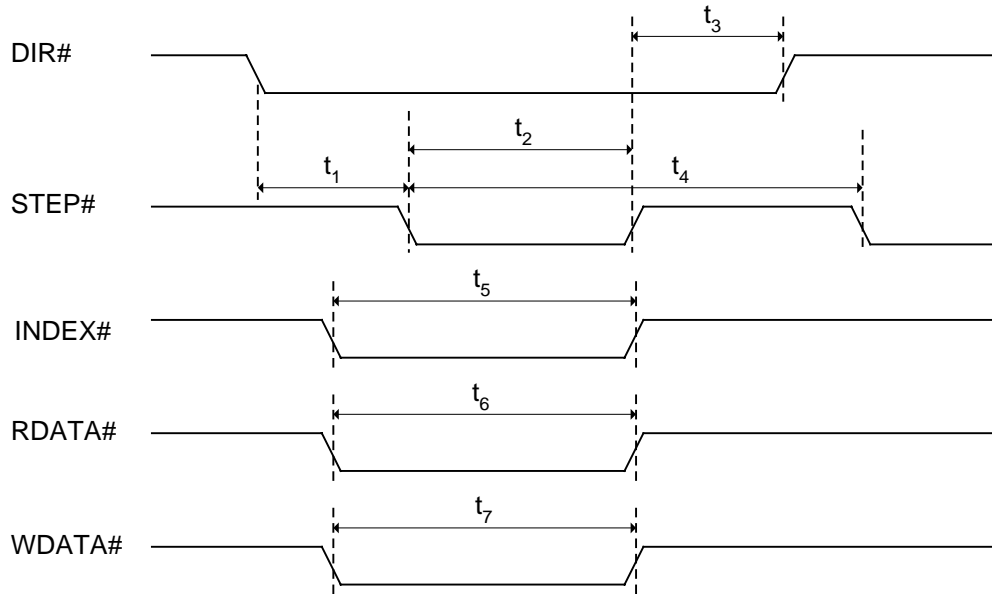 t3
DIR#
t2
t1
t4
STEP#
t5
INDEX#
t6
RDATA#
t7
WDATA#